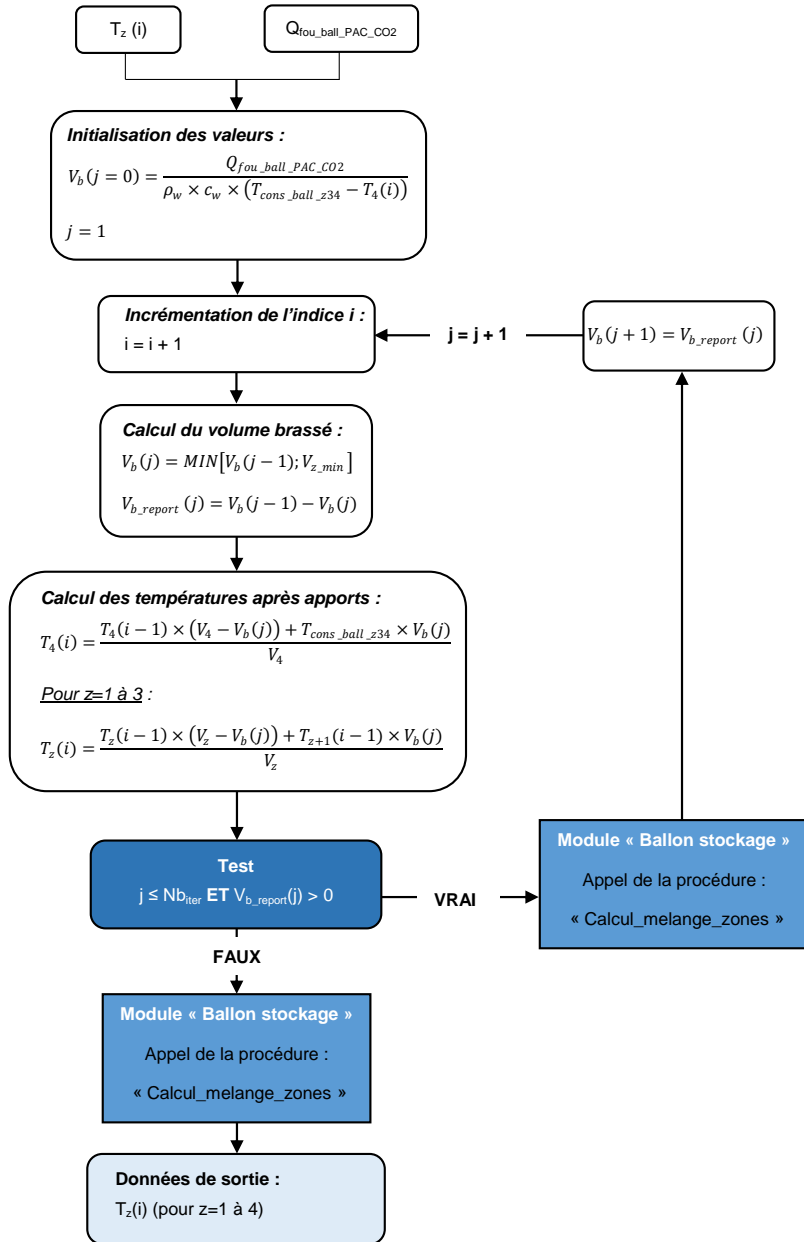 T_z (i)
Q_fou_ball_PAC_CO2
Initialisation des valeurs :
V_b(j = 0) = Q_fou_ball_PAC_CO2 / (ρ_w × c_w × (T_cons_ball_z34 − T_4(i)))
j = 1
Incrémentation de l'indice i :
i = i + 1
j = j + 1
V_b(j + 1) = V_b_report (j)
Calcul du volume brassé :
V_b(j) = MIN[V_b(j − 1); V_z_min]
V_b_report (j) = V_b(j − 1) − V_b(j)
Calcul des températures après apports :
T_4(i) = (T_4(i − 1) × (V_4 − V_b(j)) + T_cons_ball_z34 × V_b(j)) / V_4
Pour z=1 à 3 :
T_z(i) = (T_z(i − 1) × (V_z − V_b(j)) + T_z+1(i − 1) × V_b(j)) / V_z
Test
j ≤ Nb_iter ET V_b_report(j) > 0
VRAI
Module « Ballon stockage »
Appel de la procédure :
« Calcul_melange_zones »
FAUX
Module « Ballon stockage »
Appel de la procédure :
« Calcul_melange_zones »
Données de sortie :
T_z(i) (pour z=1 à 4)